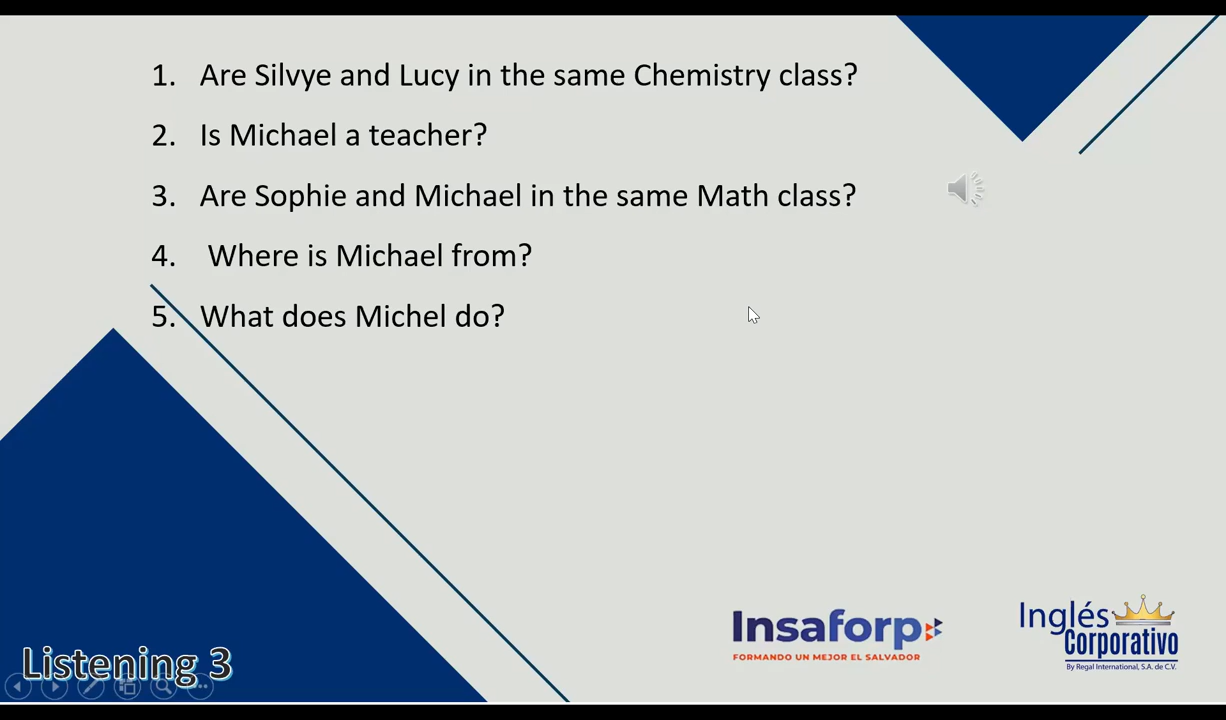 1. Are Silvye and Lucy in the same Chemistry class?
2. Is Michael a teacher?
3. Are Sophie and Michael in the same Math class?
4. Where is Michael from?
5. What does Michel do?
Insaforp
FORMANDO UN MEJOR EL SALVADOR
Inglés
Corporativo
By Regal International, S.A. de C.V.
Listening 3